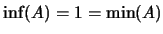 inf(A) = 1 = min(A)